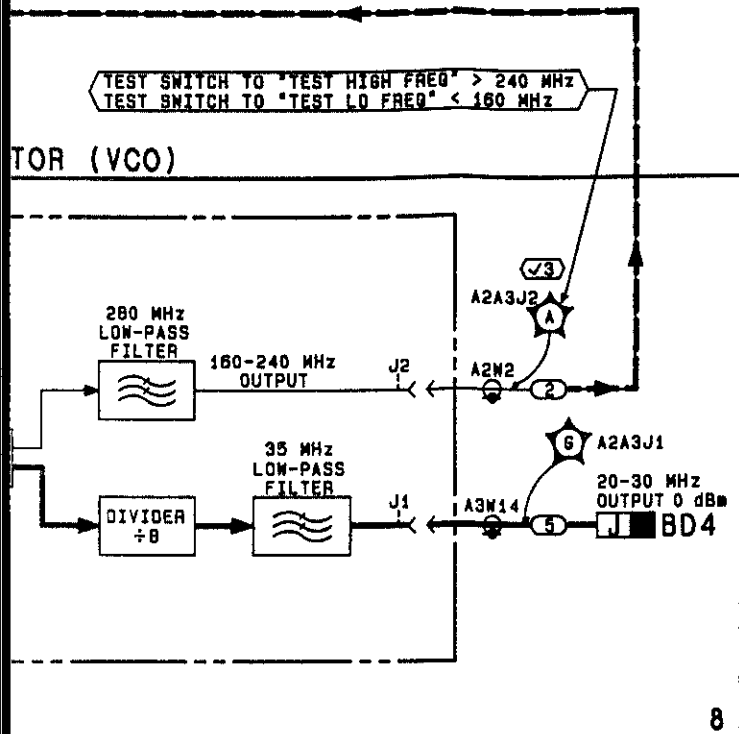 TEST SWITCH TO "TEST HIGH FREQ" > 240 MHz
TEST SWITCH TO "TEST LO FREQ" < 160 MHz
TOR (VCO)
√3
A2A3J2
A
280 MHz
LOW-PASS
FILTER
160-240 MHz
OUTPUT
J2
A2W2
2
G
A2A3J1
35 MHz
LOW-PASS
FILTER
20-30 MHz
OUTPUT 0 dBm
DIVIDER
÷8
J1
A3W14
5
J
BD4
8